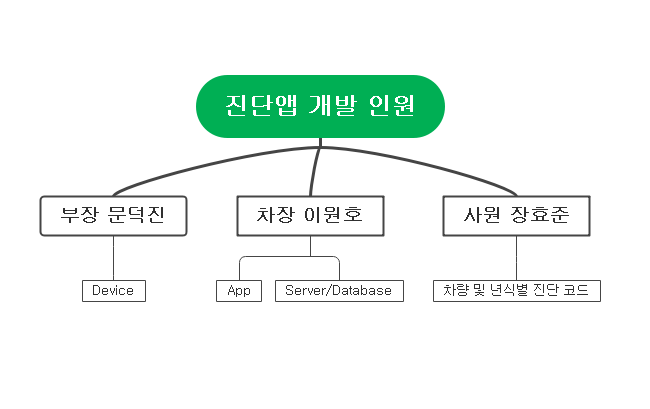 진단앱 개발 인원
부장 문덕진
차장 이원호
사원 장효준
Device
App
Server/Database
차량 및 년식별 진단 코드